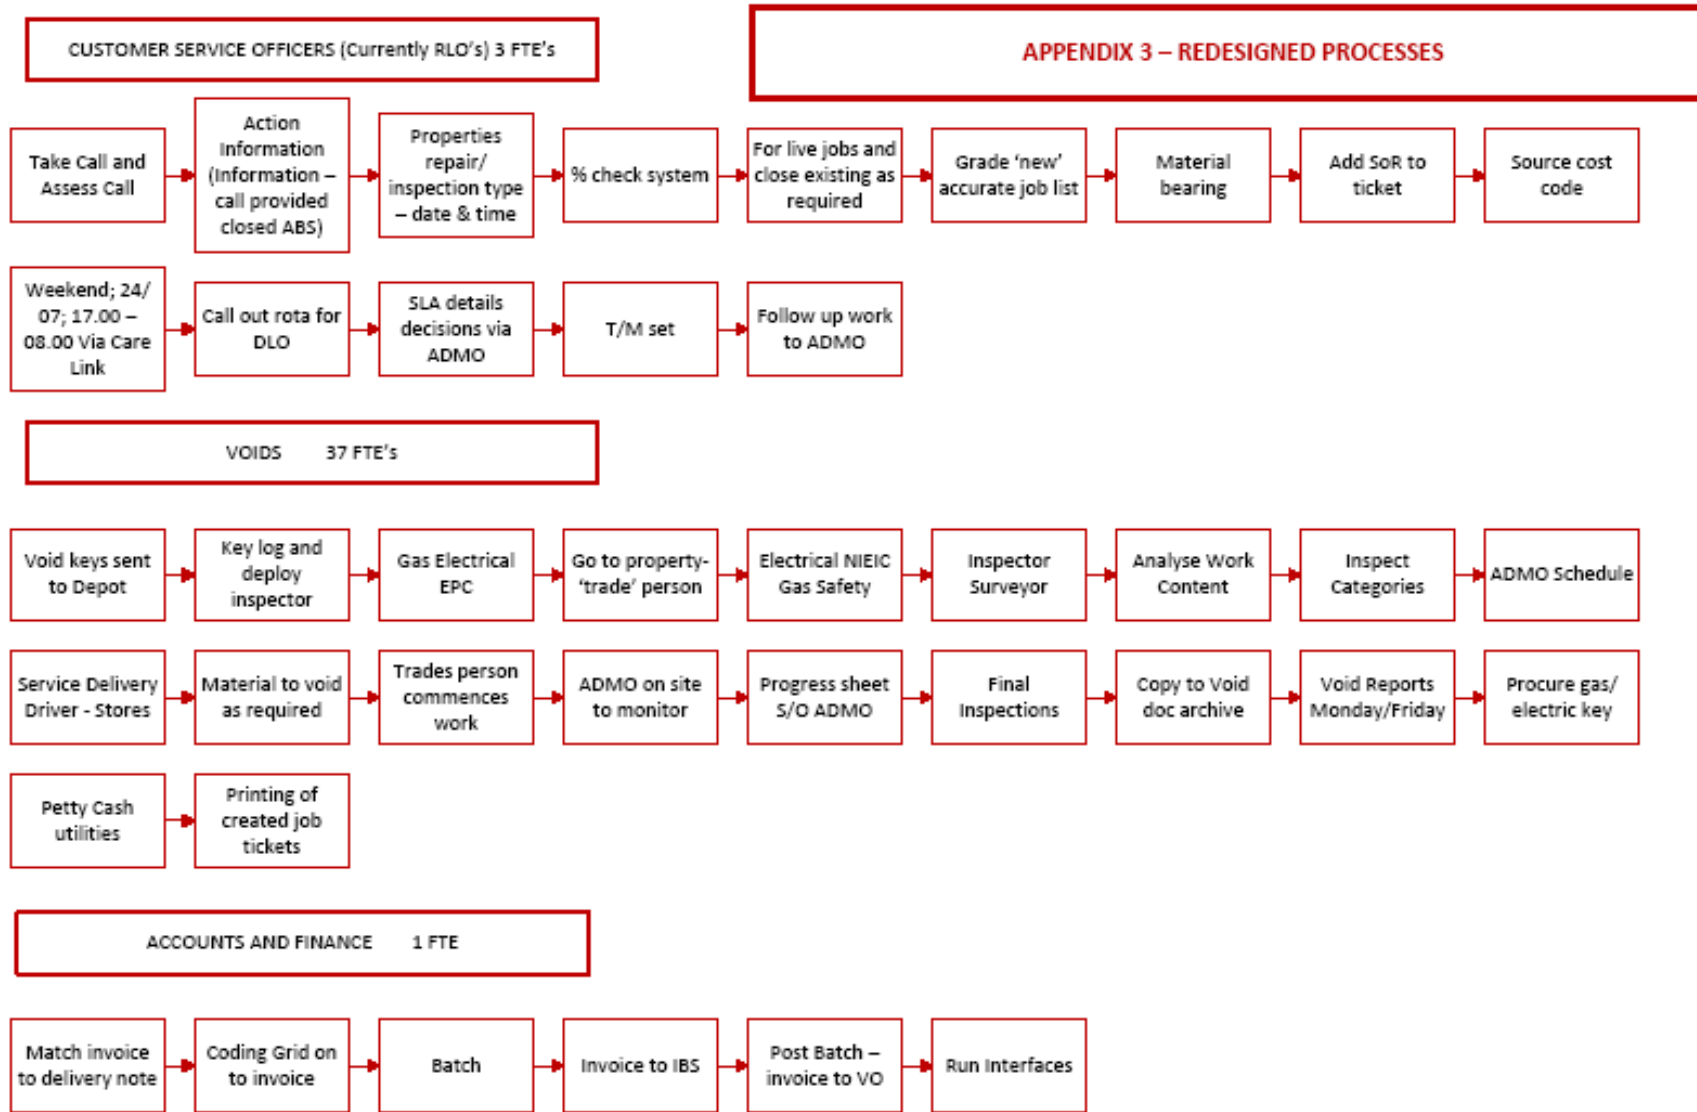 CUSTOMER SERVICE OFFICERS (Currently RLO's) 3 FTE's
APPENDIX 3 – REDESIGNED PROCESSES
Take Call and
Assess Call
Action
Information
(Information –
call provided
closed ABS)
Properties
repair/
inspection type
– date & time
% check system
For live jobs and
close existing as
required
Grade ‘new’
accurate job list
Material
bearing
Add SoR to
ticket
Source cost
code
Weekend; 24/
07; 17.00 –
08.00 Via Care
Link
Call out rota for
DLO
SLA details
decisions via
ADMO
T/M set
Follow up work
to ADMO
VOIDS 37 FTE's
Void keys sent
to Depot
Key log and
deploy
inspector
Gas Electrical
EPC
Go to property-
‘trade’ person
Electrical NIEIC
Gas Safety
Inspector
Surveyor
Analyse Work
Content
Inspect
Categories
ADMO Schedule
Service Delivery
Driver - Stores
Material to void
as required
Trades person
commences
work
ADMO on site
to monitor
Progress sheet
S/O ADMO
Final
Inspections
Copy to Void
doc archive
Void Reports
Monday/Friday
Procure gas/
electric key
Petty Cash
utilities
Printing of
created job
tickets
ACCOUNTS AND FINANCE 1 FTE
Match invoice
to delivery note
Coding Grid on
to invoice
Batch
Invoice to IBS
Post Batch –
invoice to VO
Run Interfaces